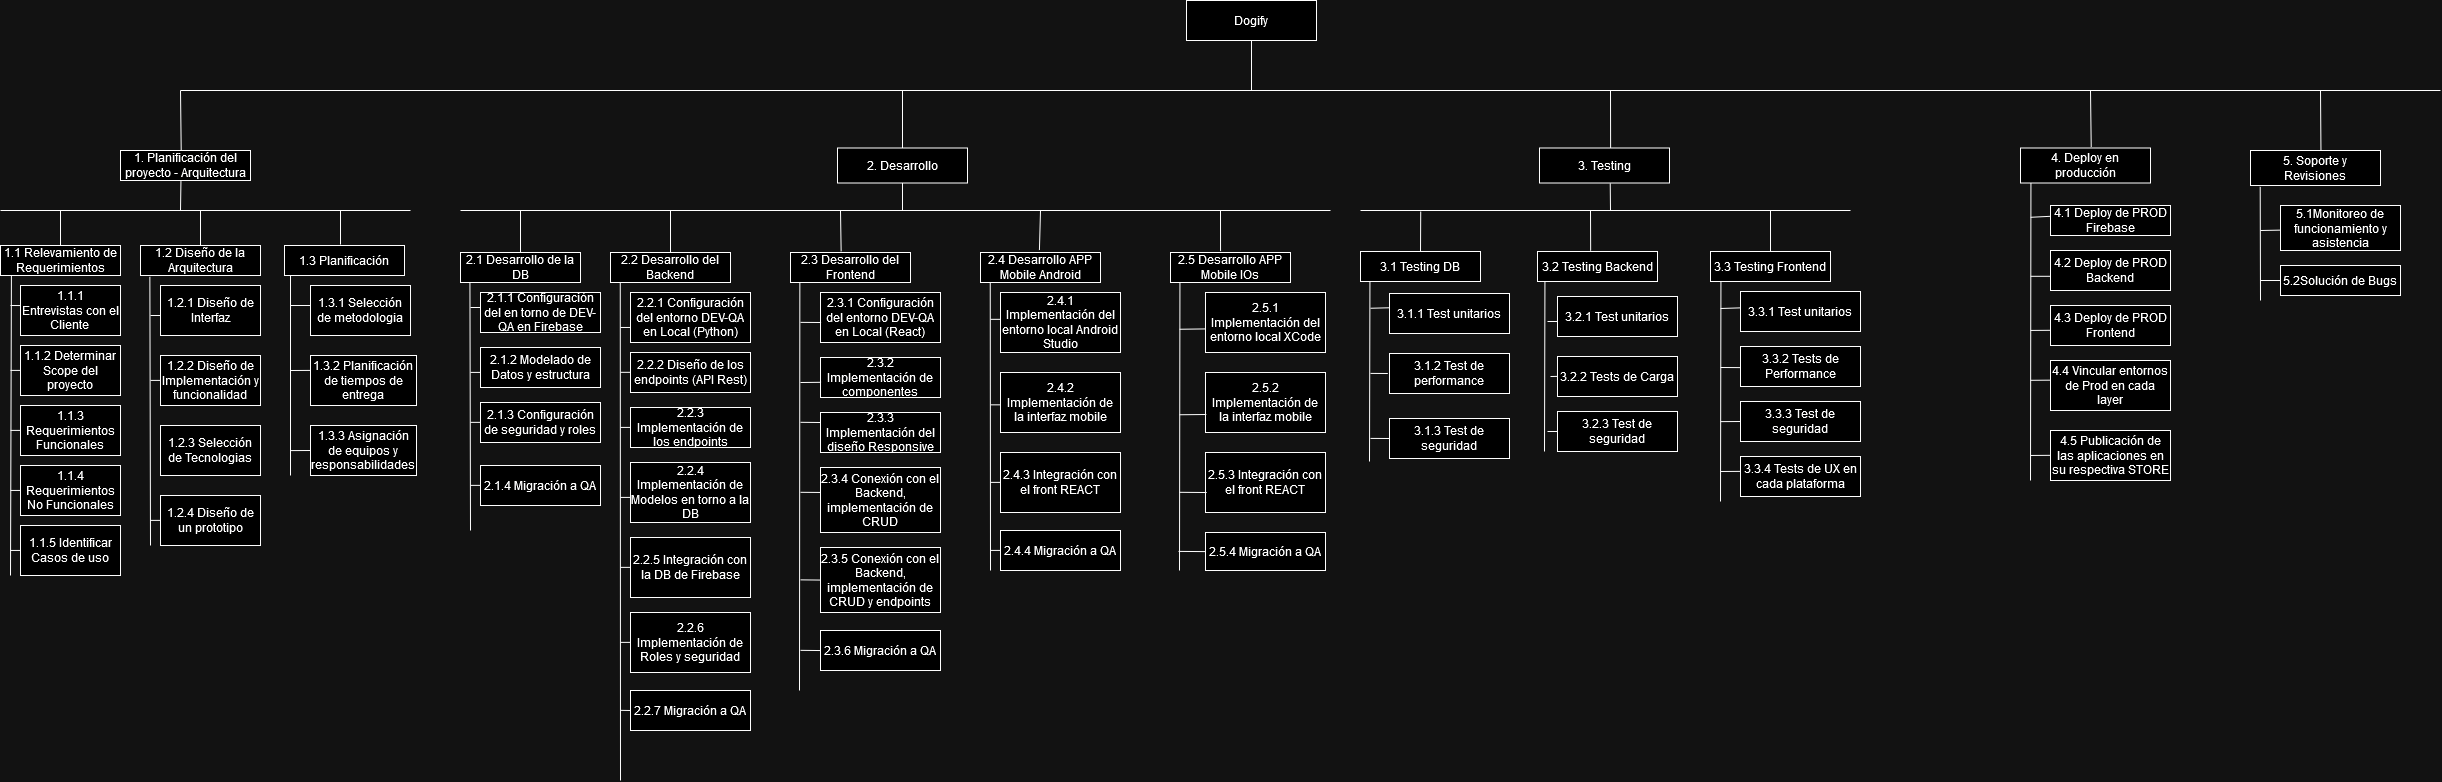 Dogify
1. Planificación del
proyecto - Arquitectura
2. Desarrollo
3. Testing
4. Deploy en
producción
5. Soporte y
Revisiones
1.1 Relevamiento de
Requerimientos
1.1.1
Entrevistas con el
Cliente
1.1.2 Determinar
Scope del
proyecto
1.1.3
Requerimientos
Funcionales
1.1.4
Requerimientos
No Funcionales
1.1.5 Identificar
Casos de uso
1.2 Diseño de la
Arquitectura
1.2.1 Diseño de
Interfaz
1.2.2 Diseño de
Implementación y
funcionalidad
1.2.3 Selección
de Tecnologias
1.2.4 Diseño de
un prototipo
1.3 Planificación
1.3.1 Selección
de metodologia
1.3.2 Planificación
de tiempos de
entrega
1.3.3 Asignación
de equipos y
responsabilidades
2.1 Desarrollo de la
DB
2.1.1 Configuración
del en torno de DEV-
QA en Firebase
2.1.2 Modelado de
Datos y estructura
2.1.3 Configuración
de seguridad y roles
2.1.4 Migración a QA
2.2 Desarrollo del
Backend
2.2.1 Configuración
del entorno DEV-QA
en Local (Python)
2.2.2 Diseño de los
endpoints (API Rest)
2.2.3
Implementación de
los endpoints
2.2.4
Implementación de
Modelos en torno a la
DB
2.2.5 Integración con
la DB de Firebase
2.2.6
Implementación de
Roles y seguridad
2.2.7 Migración a QA
2.3 Desarrollo del
Frontend
2.3.1 Configuración
del entorno DEV-QA
en Local (React)
2.3.2
Implementación de
componentes
2.3.3
Implementación del
diseño Responsive
2.3.4 Conexión con el
Backend,
implementación de
CRUD
2.3.5 Conexión con el
Backend,
implementación de
CRUD y endpoints
2.3.6 Migración a QA
2.4 Desarrollo APP
Mobile Android
2.4.1
Implementación del
entorno local Android
Studio
2.4.2
Implementación de
la interfaz mobile
2.4.3 Integración con
el front REACT
2.4.4 Migración a QA
2.5 Desarrollo APP
Mobile IOs
2.5.1
Implementación del
entorno local XCode
2.5.2
Implementación de
la interfaz mobile
2.5.3 Integración con
el front REACT
2.5.4 Migración a QA
3.1 Testing DB
3.1.1 Test unitarios
3.1.2 Test de
performance
3.1.3 Test de
seguridad
3.2 Testing Backend
3.2.1 Test unitarios
3.2.2 Tests de Carga
3.2.3 Test de
seguridad
3.3 Testing Frontend
3.3.1 Test unitarios
3.3.2 Tests de
Performance
3.3.3 Test de
seguridad
3.3.4 Tests de UX en
cada plataforma
4.1 Deploy de PROD
Firebase
4.2 Deploy de PROD
Backend
4.3 Deploy de PROD
Frontend
4.4 Vincular entornos
de Prod en cada
layer
4.5 Publicación de
las aplicaciones en
su respectiva STORE
5.1Monitoreo de
funcionamiento y
asistencia
5.2Solución de Bugs